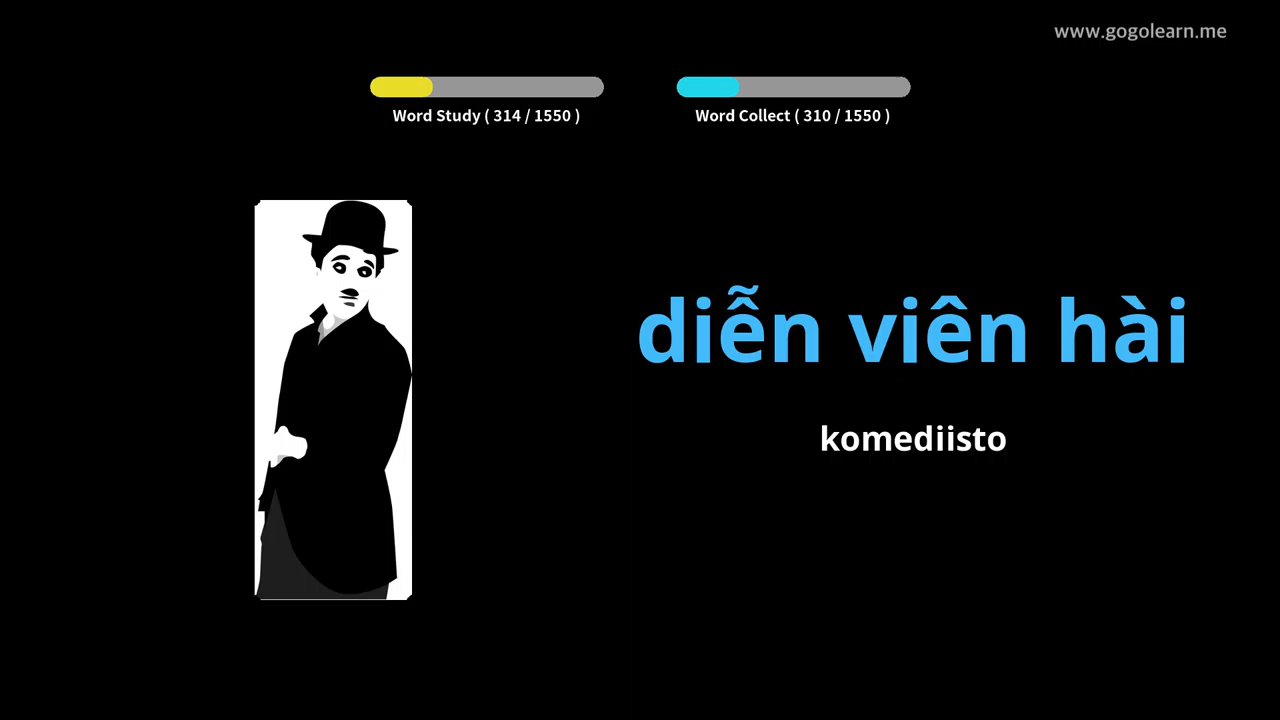 www.gogolearn.me
Word Study ( 314 / 1550 )
Word Collect ( 310 / 1550 )
diễn viên hài
komediisto